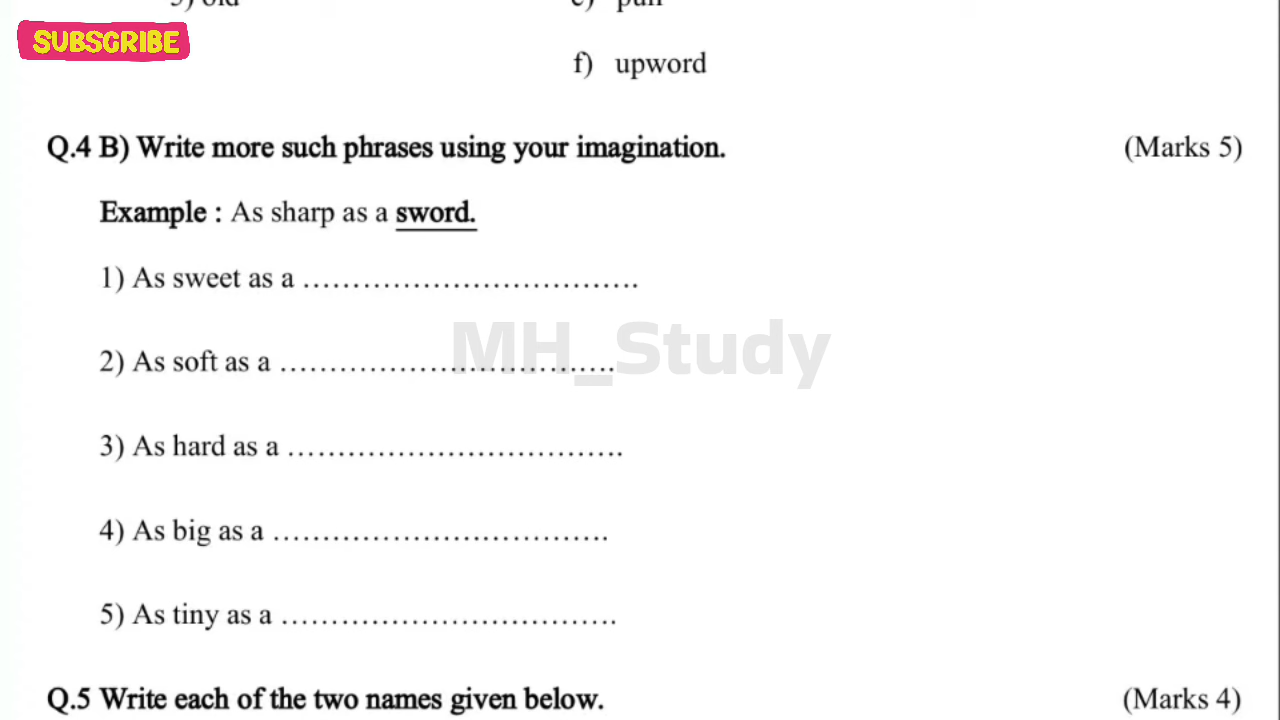 SUBSCRIBE
f) upword
Q.4 B) Write more such phrases using your imagination. (Marks 5)
Example : As sharp as a sword.
1) As sweet as a ……………………………
2) As soft as a ……………………………
MH_Study
3) As hard as a ……………………………
4) As big as a ……………………………
5) As tiny as a ……………………………
Q.5 Write each of the two names given below. (Marks 4)